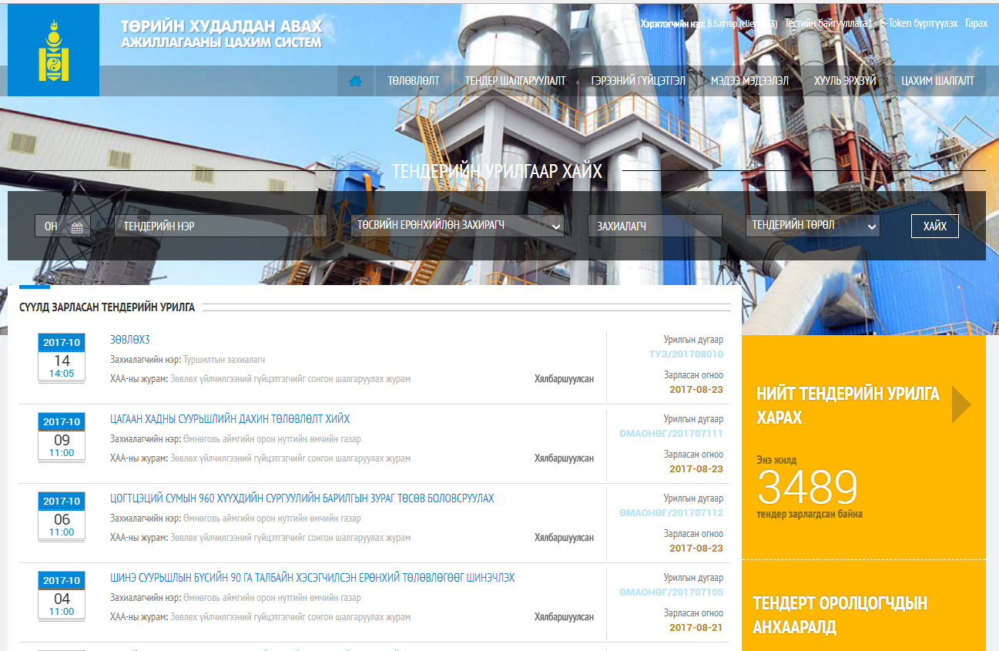 ТӨРИЙН ХУДАЛДАН АВАХ
АЖИЛЛАГААНЫ ЦАХИМ СИСТЕМ
Хэрэглэгчийн нэр: Б.Баттөр Тестийн байгууллага1 E-Token бүртгүүлэх Гарах
ТӨЛӨВЛӨЛТ ТЕНДЕР ШАЛГАРУУЛАЛТ ГЭРЭЭНИЙ ГҮЙЦЭТГЭЛ МЭДЭЭ МЭДЭЭЛЭЛ ХУУЛЬ ЭРХЗҮЙ ЦАХИМ ШАЛГАЛТ
ТЕНДЕРИЙН УРИЛГААР ХАЙХ
ОН ТЕНДЕРИЙН НЭР ТӨСВИЙН ЕРӨНХИЙЛӨН ЗАХИРАГЧ ЗАХИАЛАГЧ ТЕНДЕРИЙН ТӨРӨЛ ХАЙХ
СҮҮЛД ЗАРЛАСАН ТЕНДЕРИЙН УРИЛГА
2017-10
14
14:05
ЗӨВЛӨХ3
Захиалагчийн нэр: Туршилтын захиалагч
ХАА-ны журам: Зөвлөх үйлчилгээний гүйцэтгэгчийг сонгон шалгаруулах журам Хялбаршуулсан
Урилгын дугаар
ТУЗ/201708010
Зарласан огноо
2017-08-23
2017-10
09
11:00
ЦАГААН ХАДНЫ СУУРЬШЛИЙН ДАХИН ТӨЛӨВЛӨЛТ ХИЙХ
Захиалагчийн нэр: Өмнөговь аймгийн орон нутгийн өмчийн газар
ХАА-ны журам: Зөвлөх үйлчилгээний гүйцэтгэгчийг сонгон шалгаруулах журам Хялбаршуулсан
Урилгын дугаар
ӨМАОНӨГ/201707111
Зарласан огноо
2017-08-23
2017-10
06
11:00
ЦОГТЦЭЦИЙ СУМЫН 960 ХҮҮХДИЙН СУРГУУЛИЙН БАРИЛГЫН ЗУРАГ ТӨСӨВ БОЛОВСРУУЛАХ
Захиалагчийн нэр: Өмнөговь аймгийн орон нутгийн өмчийн газар
ХАА-ны журам: Зөвлөх үйлчилгээний гүйцэтгэгчийг сонгон шалгаруулах журам Хялбаршуулсан
Урилгын дугаар
ӨМАОНӨГ/201707112
Зарласан огноо
2017-08-23
2017-10
04
11:00
ШИНЭ СУУРЬШЛЫН БҮСИЙН 90 ГА ТАЛБАЙН ХЭСЭГЧИЛСЭН ЕРӨНХИЙ ТӨЛӨВЛӨГӨӨГ ШИНЭЧЛЭХ
Захиалагчийн нэр: Өмнөговь аймгийн орон нутгийн өмчийн газар
ХАА-ны журам: Зөвлөх үйлчилгээний гүйцэтгэгчийг сонгон шалгаруулах журам Хялбаршуулсан
Урилгын дугаар
ӨМАОНӨГ/201707105
Зарласан огноо
2017-08-21
НИЙТ ТЕНДЕРИЙН УРИЛГА
ХАРАХ
Энэ жилд
3489
тендер зарлагдсан байна
ТЕНДЕРТ ОРОЛЦОГЧДЫН
АНХААРАЛД